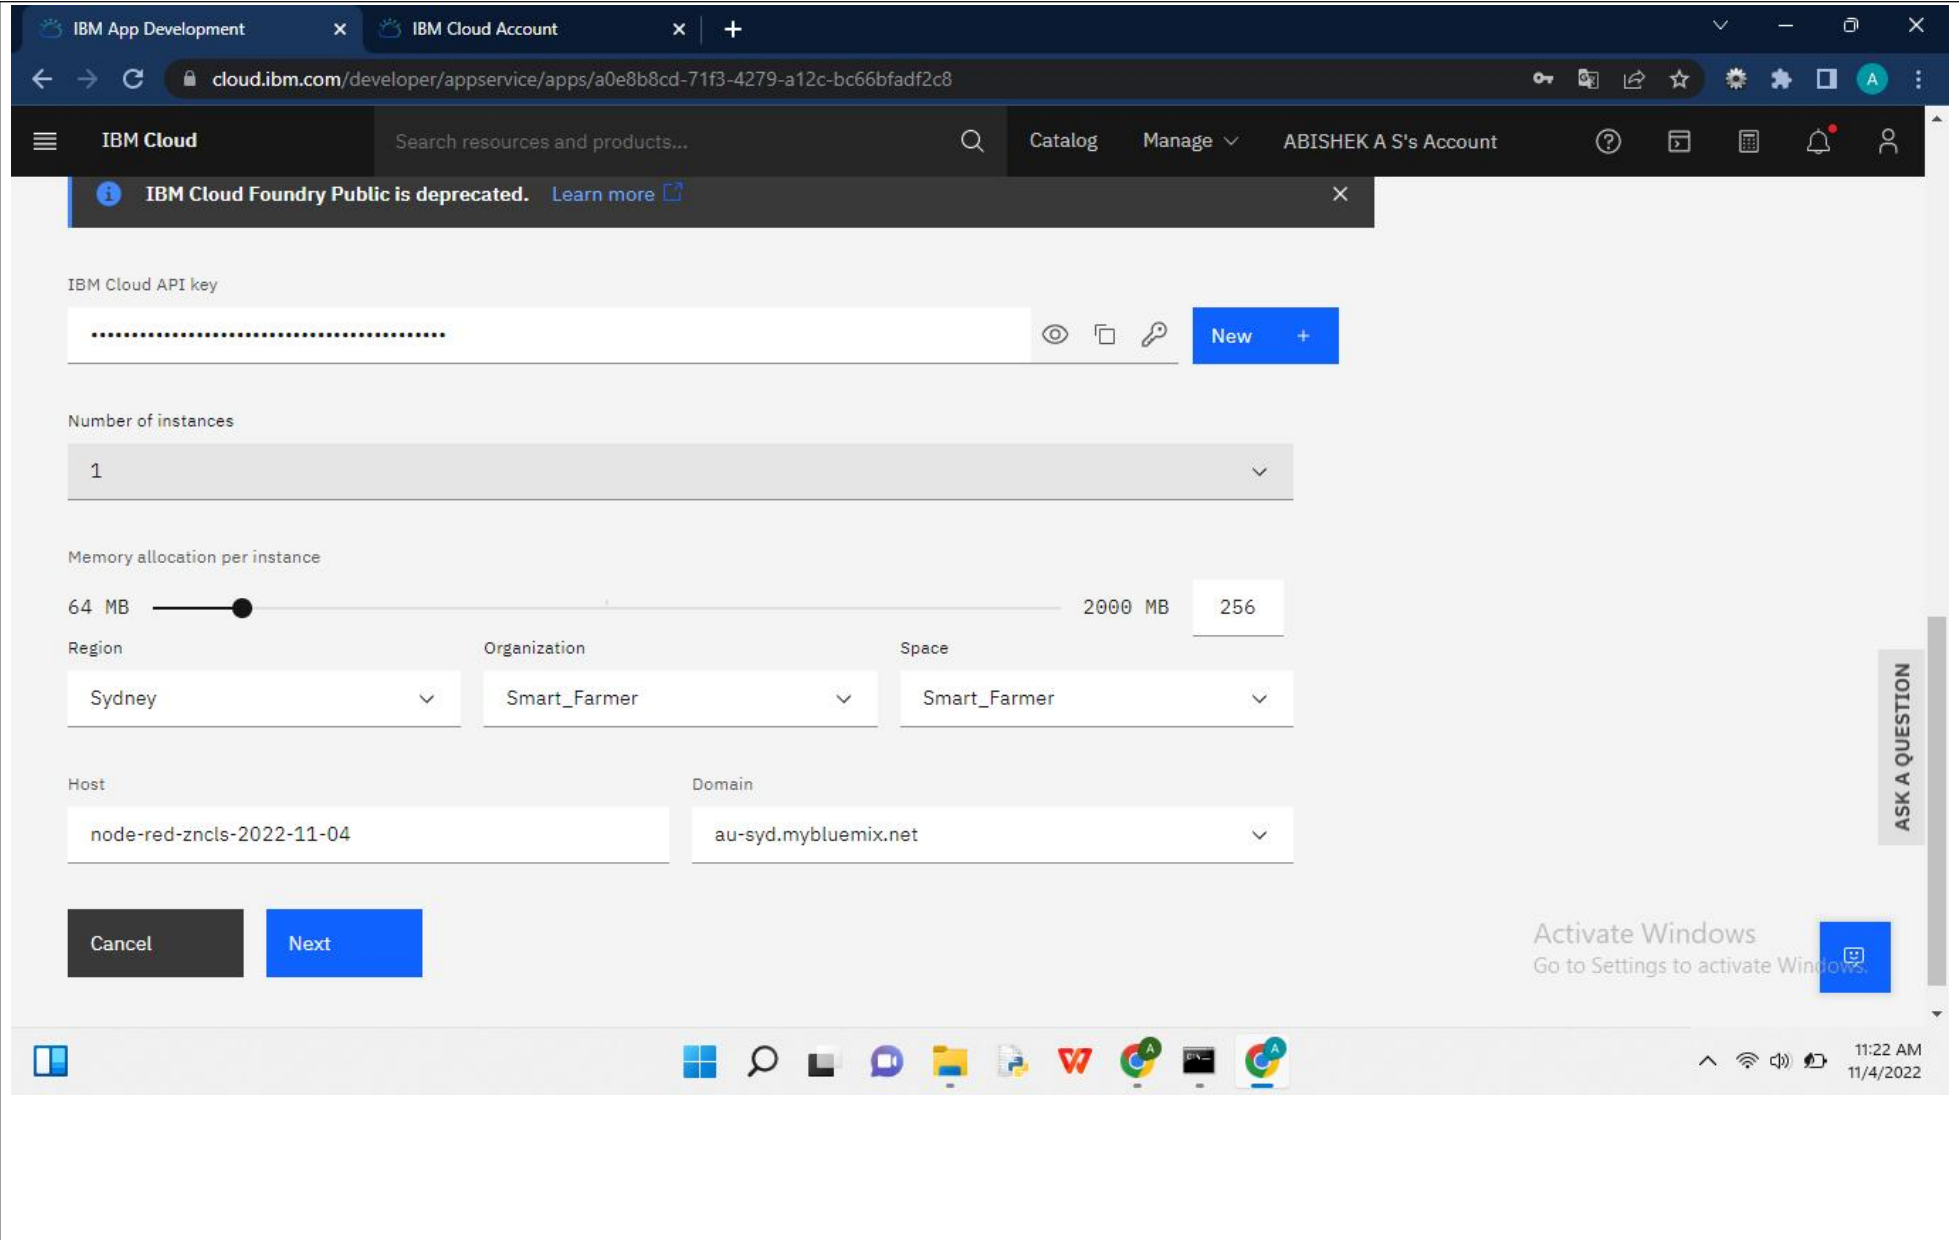 IBM App Development
IBM Cloud Account
cloud.ibm.com/developer/appservice/apps/a0e8b8cd-71f3-4279-a12c-bc66bfadf2c8
A
IBM Cloud
Search resources and products...
Catalog
Manage
ABISHEK A S's Account
IBM Cloud Foundry Public is deprecated. Learn more
IBM Cloud API key
••••••••••••••••••••••••••••••••••••••••••••
New +
Number of instances
1
Memory allocation per instance
64 MB
2000 MB
256
Region
Organization
Space
Sydney
Smart_Farmer
Smart_Farmer
Host
Domain
node-red-zncls-2022-11-04
au-syd.mybluemix.net
Cancel
Next
ASK A QUESTION
Activate Windows
Go to Settings to activate Windows.
A
A
11:22 AM
11/4/2022